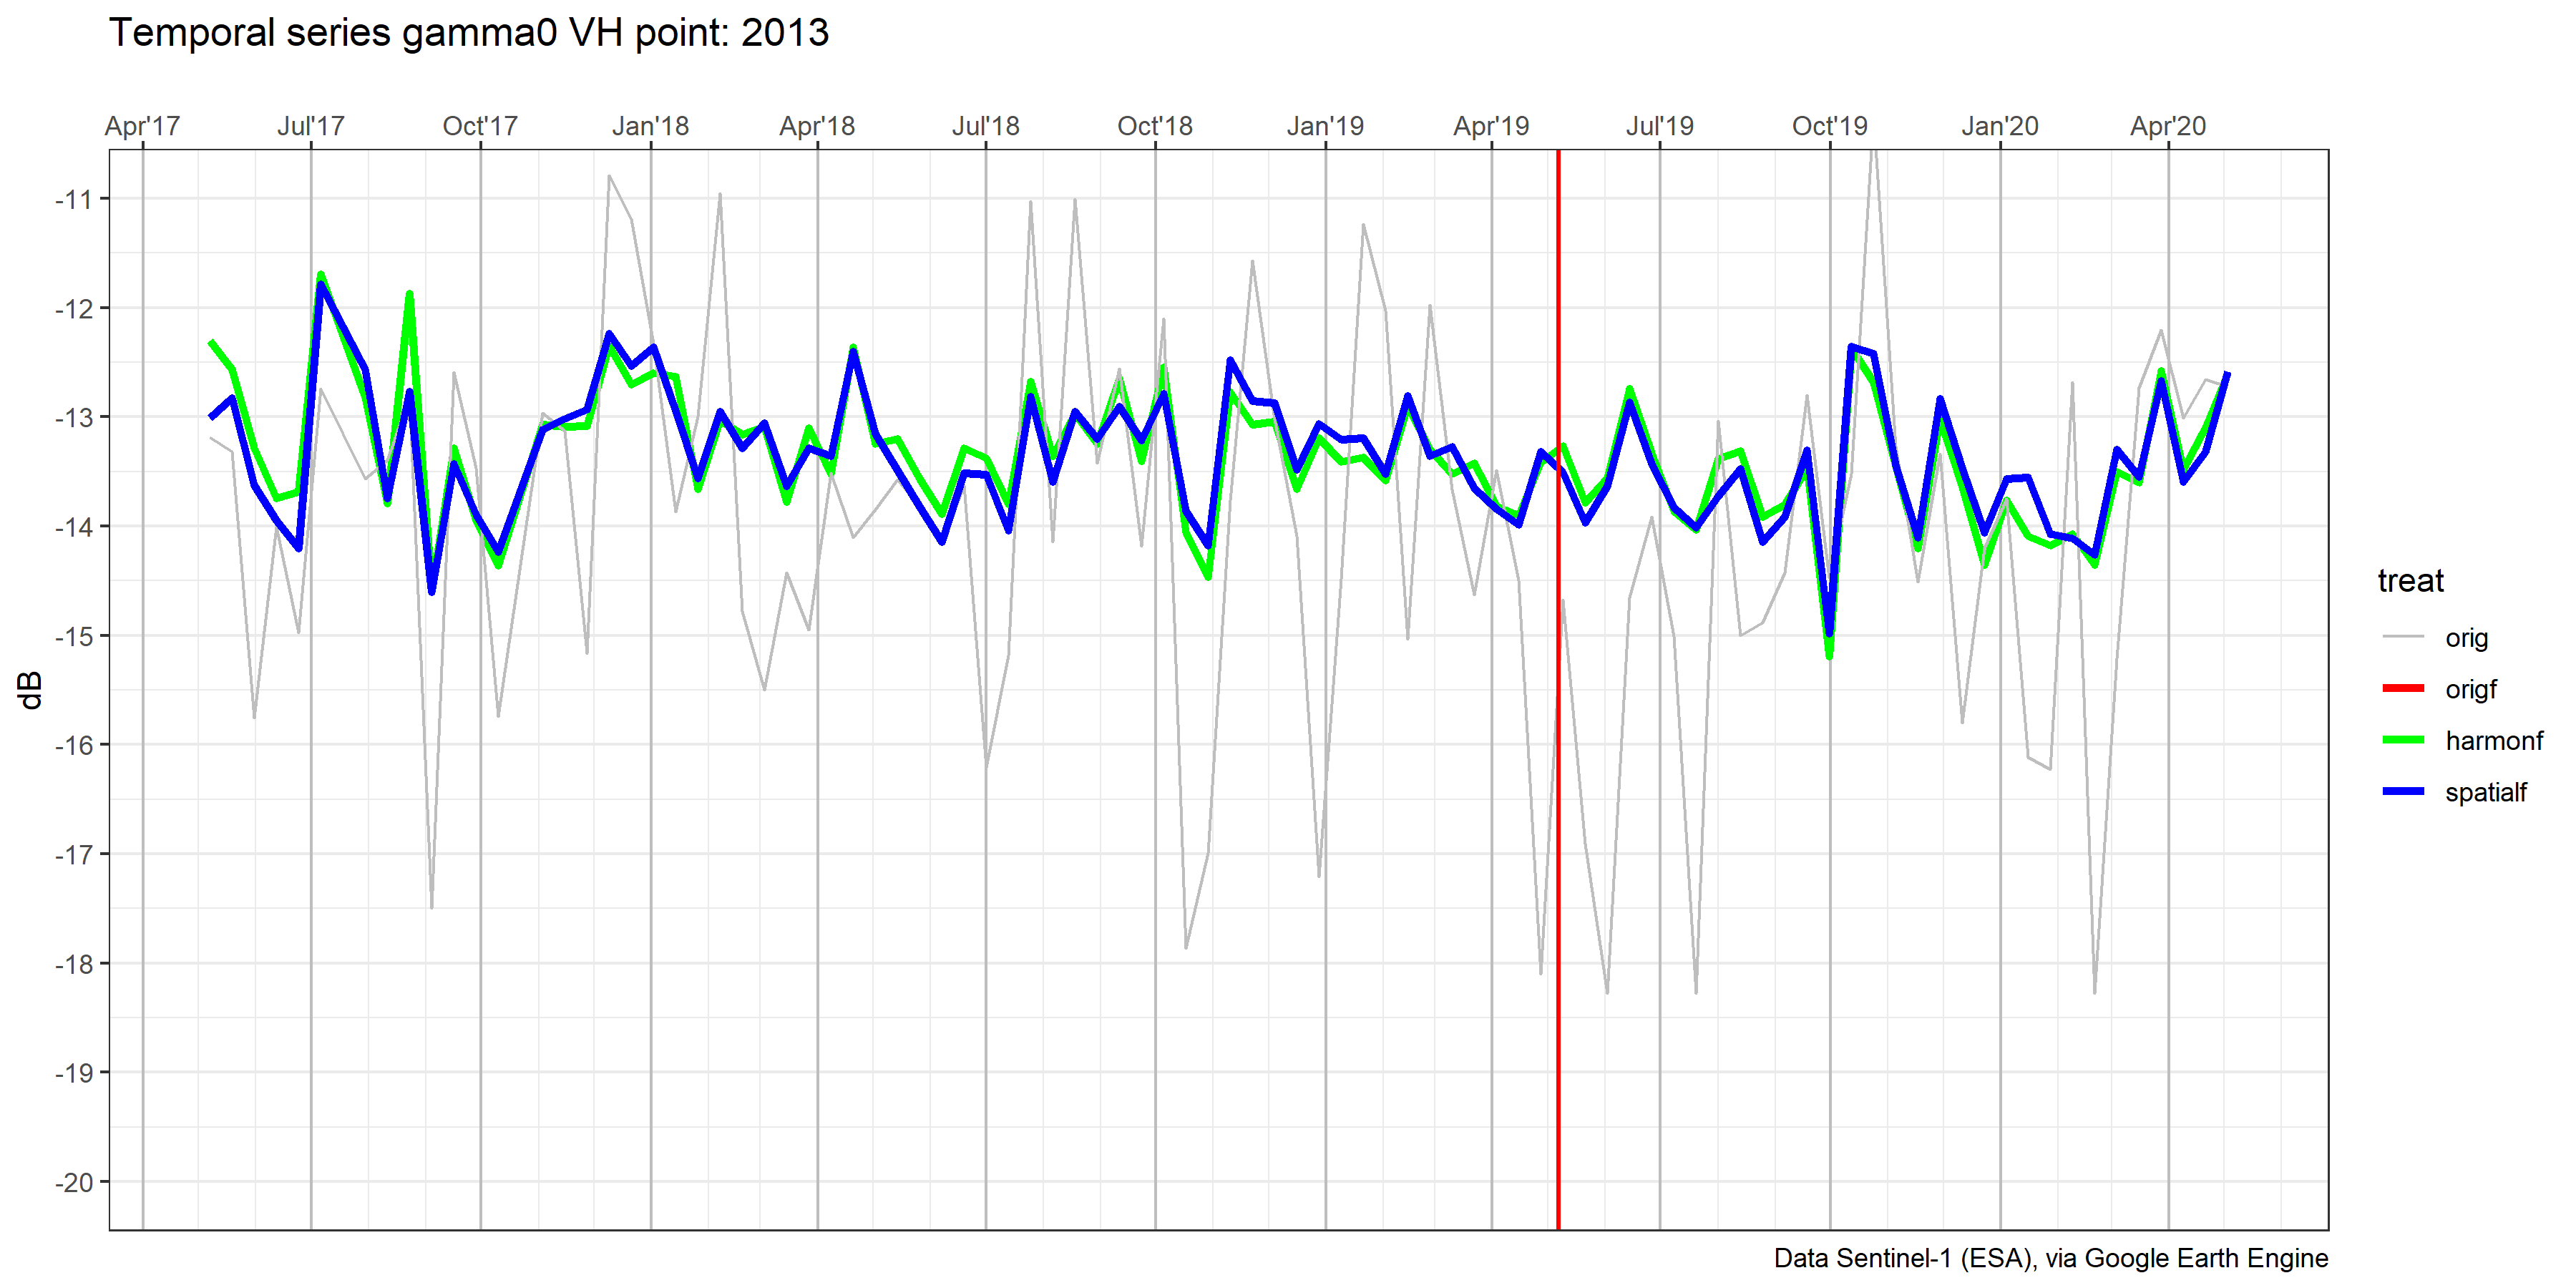 Temporal series gamma0 VH point: 2013
Apr'17 Jul'17 Oct'17 Jan'18 Apr'18 Jul'18 Oct'18 Jan'19 Apr'19 Jul'19 Oct'19 Jan'20 Apr'20
-11
-12
-13
-14
-15
-16
-17
-18
-19
-20
dB
treat
orig
origf
harmonf
spatialf
Data Sentinel-1 (ESA), via Google Earth Engine